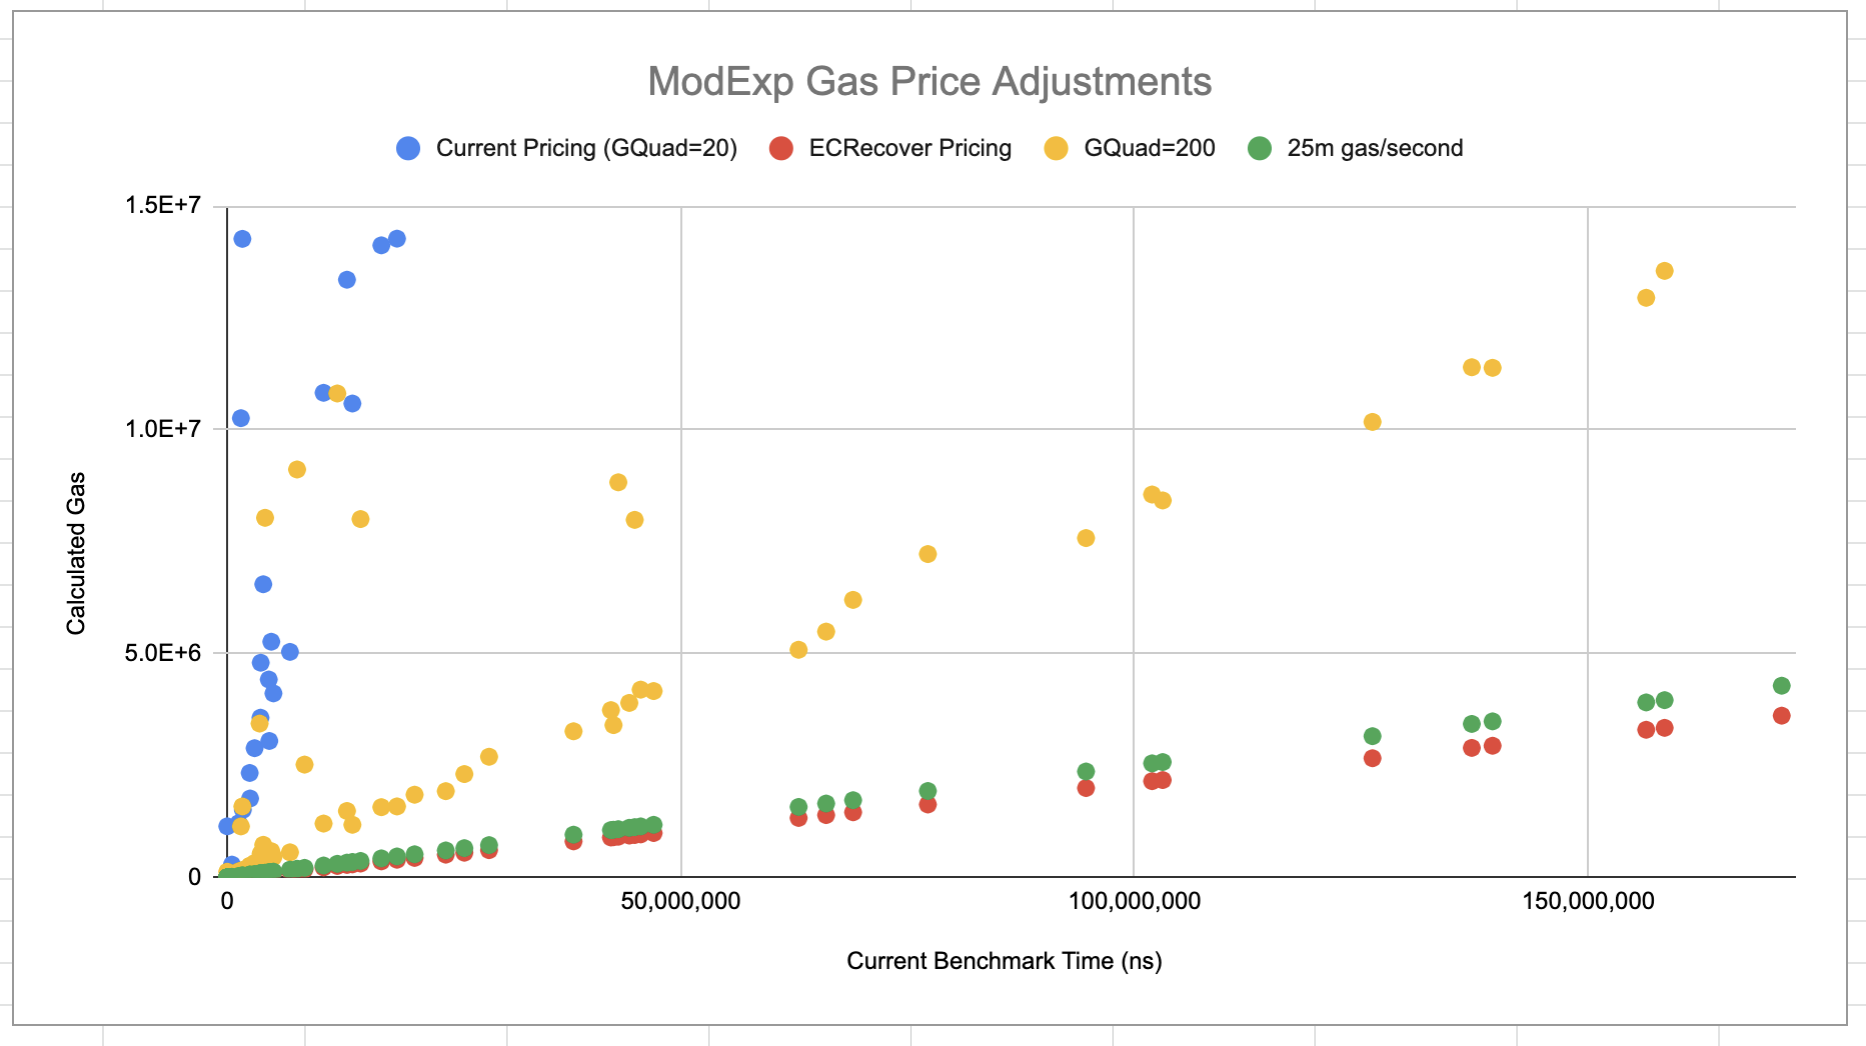 ModExp Gas Price Adjustments
Current Pricing (GQuad=20) ECRecover Pricing GQuad=200 25m gas/second
1.5E+7
1.0E+7
5.0E+6
0
Calculated Gas
0 50,000,000 100,000,000 150,000,000
Current Benchmark Time (ns)